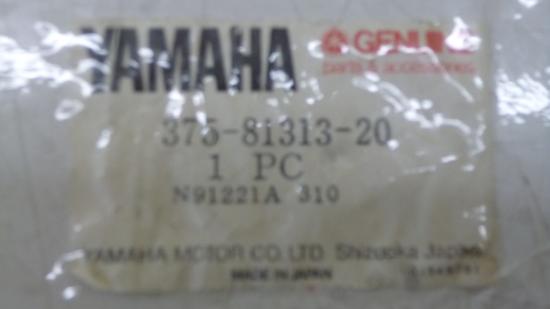 YAMAHA GENUINE
parts & accessories
375-81313-20
1 PC
N91221A 310
YAMAHA MOTOR CO. LTD. Shizuoka Japan
MADE IN JAPAN